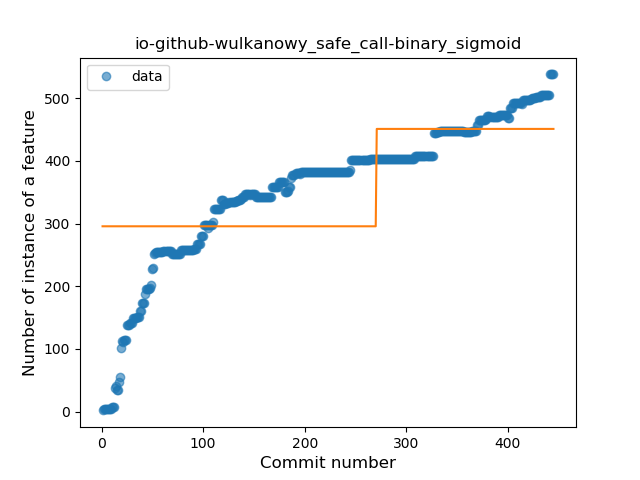 io-github-wulkanowy_safe_call-binary_sigmoid
data
Number of instance of a feature
500
400
300
200
100
0
0 100 200 300 400
Commit number